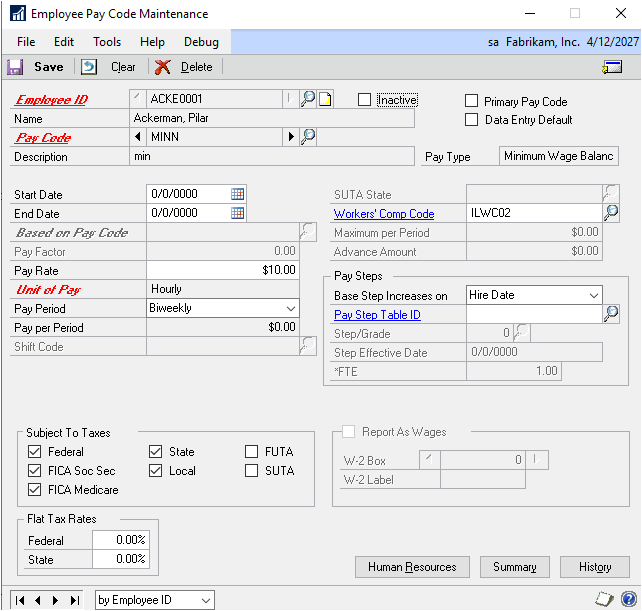 Employee Pay Code Maintenance
File Edit Tools Help Debug sa Fabrikam, Inc. 4/12/2027
Save Clear Delete
Employee ID ACKE0001 Inactive Primary Pay Code
Name Ackerman, Pilar Data Entry Default
Pay Code MINN
Description min Pay Type Minimum Wage Balanc
Start Date 0/0/0000 SUTA State
End Date 0/0/0000 Workers' Comp Code ILWC02
Based on Pay Code Maximum per Period $0.00
Pay Factor 0.00 Advance Amount $0.00
Pay Rate $10.00 Pay Steps
Unit of Pay Hourly Base Step Increases on Hire Date
Pay Period Biweekly Pay Step Table ID
Pay per Period $0.00 Step/Grade 0
Shift Code Step Effective Date 0/0/0000
*FTE 1.00
Subject To Taxes Report As Wages
Federal State FUTA
FICA Soc Sec Local SUTA W-2 Box 0
FICA Medicare W-2 Label
Flat Tax Rates
Federal 0.00%
State 0.00%
Human Resources Summary History
by Employee ID